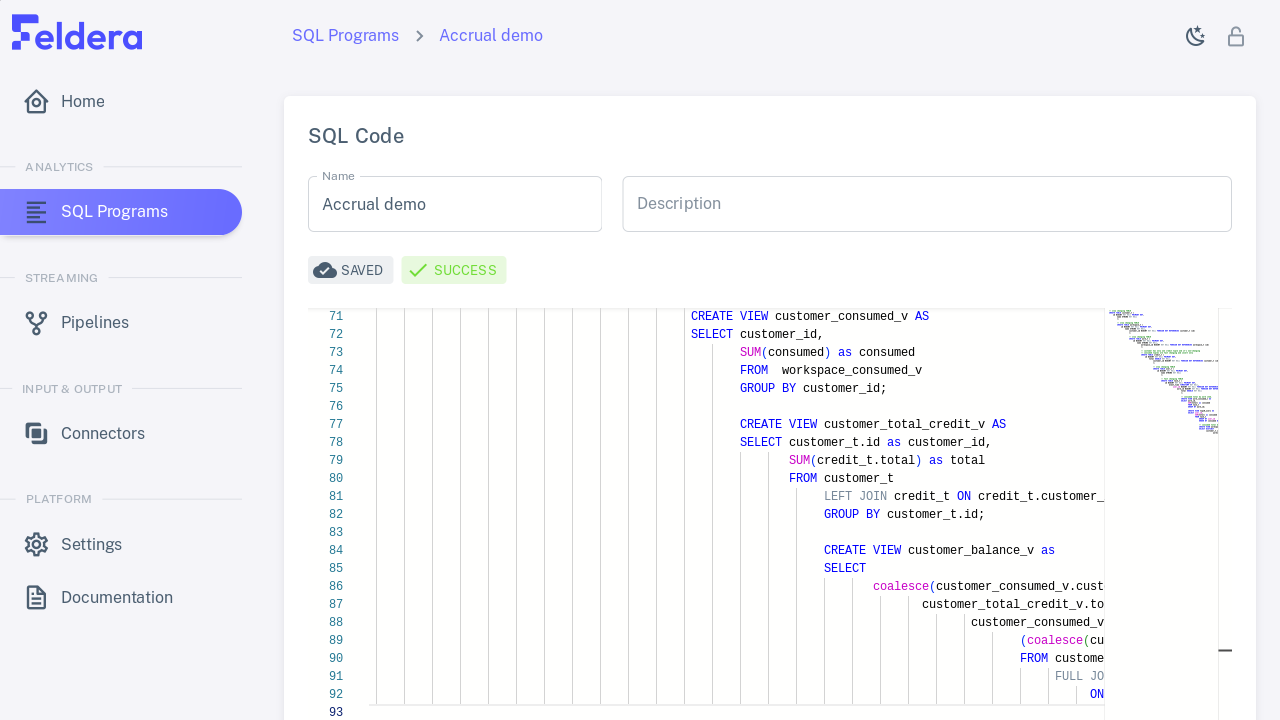 Feldera
SQL Programs > Accrual demo
Home
ANALYTICS
SQL Programs
STREAMING
Pipelines
INPUT & OUTPUT
Connectors
PLATFORM
Settings
Documentation
SQL Code
Name
Accrual demo
Description
SAVED
SUCCESS
71 CREATE VIEW customer_consumed_v AS
72 SELECT customer_id,
73 SUM(consumed) as consumed
74 FROM  workspace_consumed_v
75 GROUP BY customer_id;
76
77 CREATE VIEW customer_total_credit_v AS
78 SELECT customer_t.id as customer_id,
79 SUM(credit_t.total) as total
80 FROM customer_t
81 LEFT JOIN credit_t ON credit_t.customer_
82 GROUP BY customer_t.id;
83
84 CREATE VIEW customer_balance_v as
85 SELECT
86 coalesce(customer_consumed_v.cust
87 customer_total_credit_v.to
88 customer_consumed_v
89 (coalesce(cu
90 FROM custome
91 FULL JO
92 ON
93